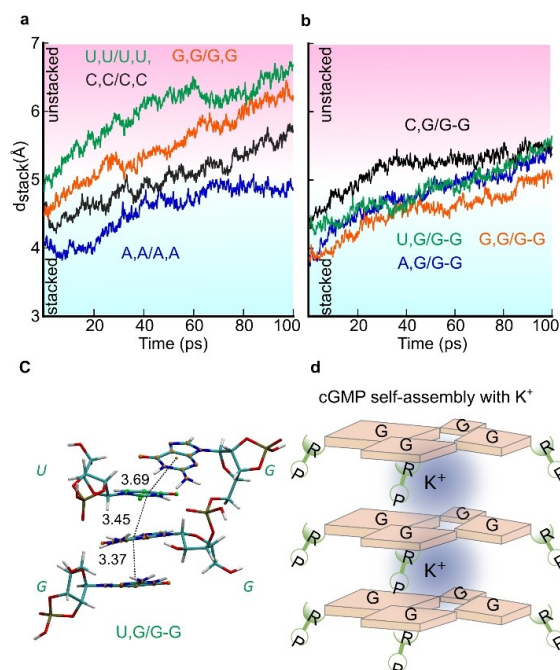 a
b
U,U/U,U,
G,G/G,G
C,C/C,C
A,A/A,A
unstacked
stacked
dstack(Å)
7
6
5
4
3
20
40
60
80
100
Time (ps)
C,G/G-G
U,G/G-G
G,G/G-G
A,G/G-G
unstacked
stacked
20
40
60
80
100
Time (ps)
C
U
G
G
G
3.69
3.45
3.37
U,G/G-G
d
cGMP self-assembly with K+
G
G
G
G
R
P
R
P
R
P
K+
G
G
G
G
R
P
R
P
R
P
K+
G
G
G
G
R
P
R
P
R
P